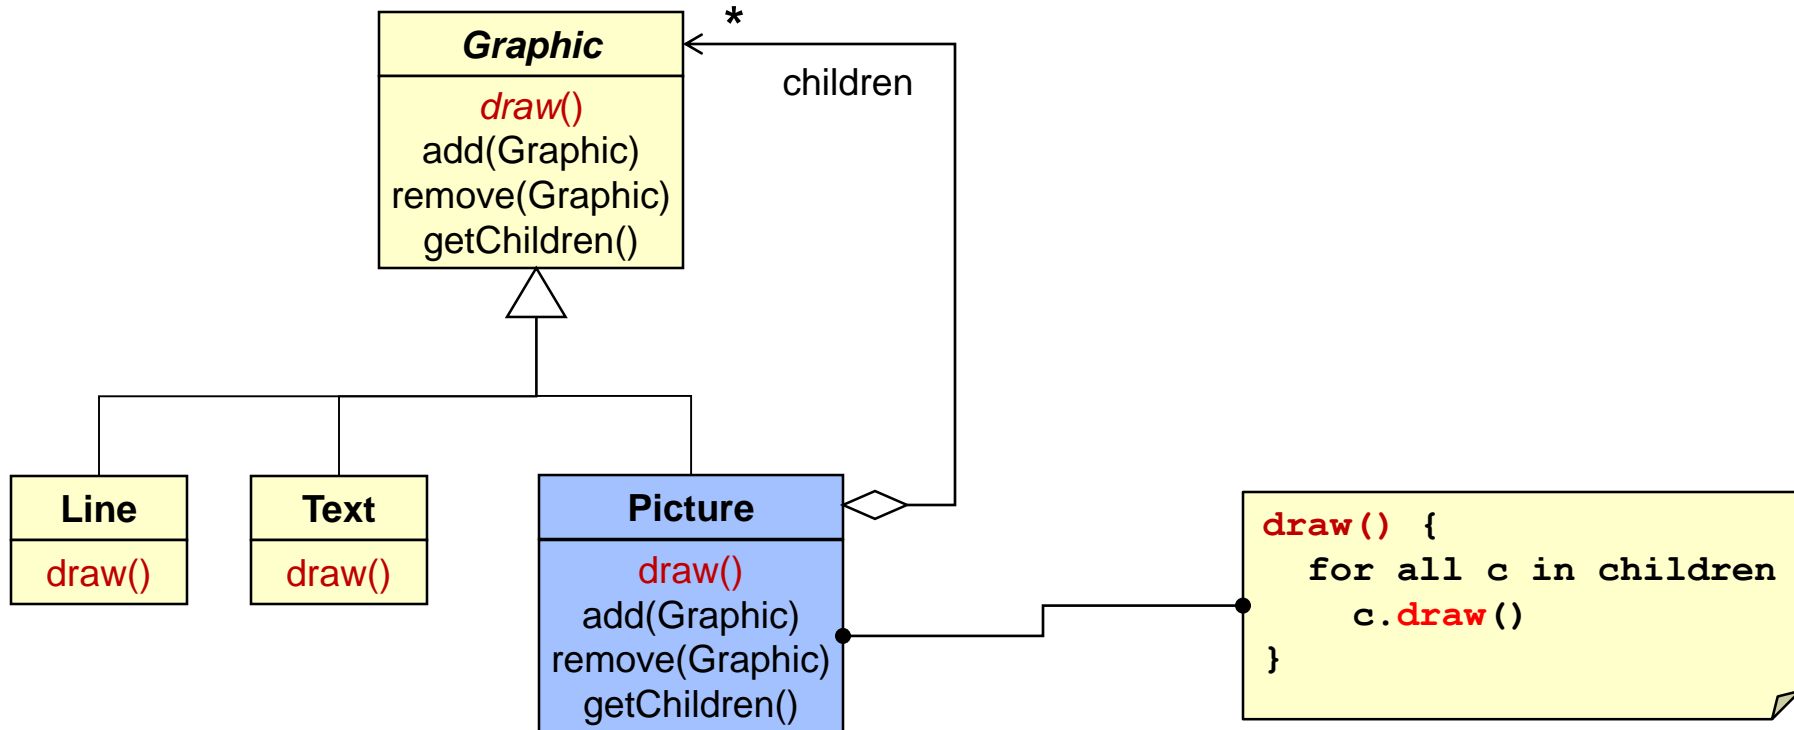 Graphic
draw()
add(Graphic)
remove(Graphic)
getChildren()
*
children
Line
draw()
Text
draw()
Picture
draw()
add(Graphic)
remove(Graphic)
getChildren()
draw() {
for all c in children
c.draw()
}